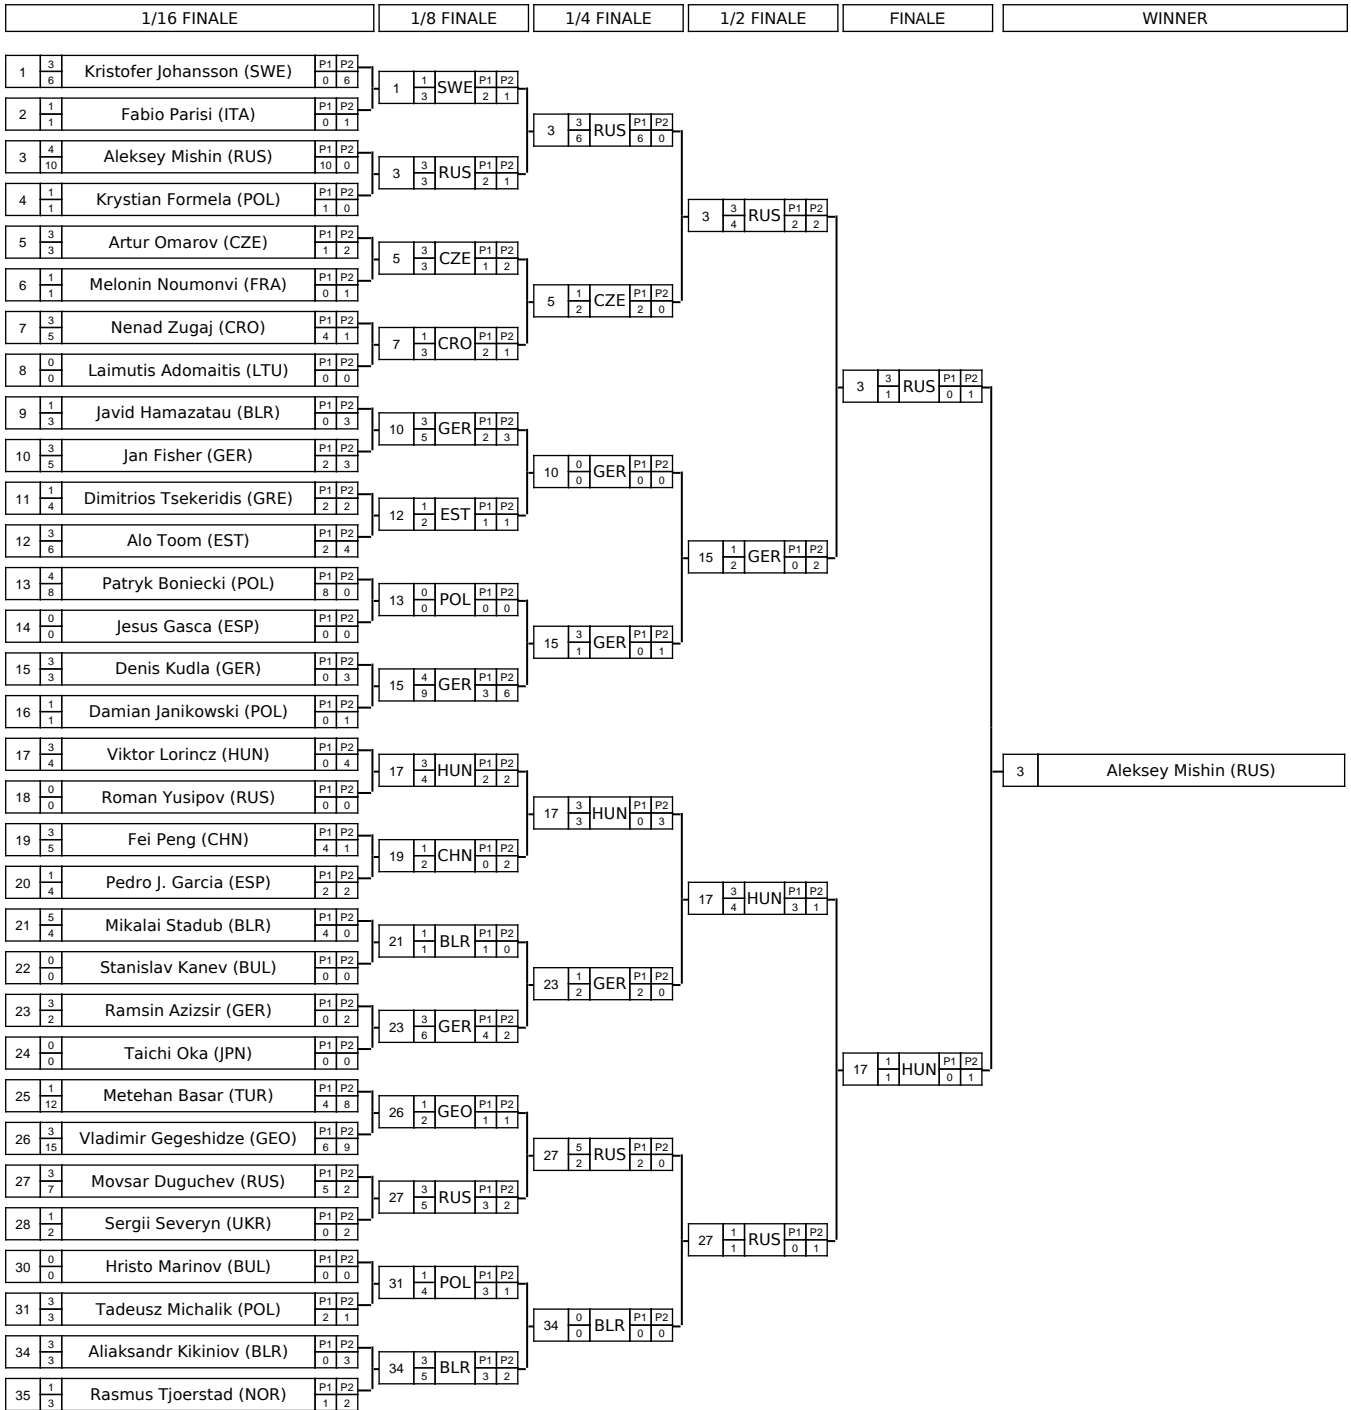 1/16 FINALE 1/8 FINALE 1/4 FINALE 1/2 FINALE FINALE WINNER
1 3 6 Kristofer Johansson (SWE) P1 P2 0 6
2 1 1 Fabio Parisi (ITA) P1 P2 0 1
3 4 10 Aleksey Mishin (RUS) P1 P2 10 0
4 1 1 Krystian Formela (POL) P1 P2 1 0
5 3 3 Artur Omarov (CZE) P1 P2 1 2
6 1 1 Melonin Noumonvi (FRA) P1 P2 0 1
7 3 5 Nenad Zugaj (CRO) P1 P2 4 1
8 0 0 Laimutis Adomaitis (LTU) P1 P2 0 0
9 1 3 Javid Hamazatau (BLR) P1 P2 0 3
10 3 5 Jan Fisher (GER) P1 P2 2 3
11 1 4 Dimitrios Tsekeridis (GRE) P1 P2 2 2
12 3 6 Alo Toom (EST) P1 P2 2 4
13 4 8 Patryk Boniecki (POL) P1 P2 8 0
14 0 0 Jesus Gasca (ESP) P1 P2 0 0
15 3 3 Denis Kudla (GER) P1 P2 0 3
16 1 1 Damian Janikowski (POL) P1 P2 0 1
17 3 4 Viktor Lorincz (HUN) P1 P2 0 4
18 0 0 Roman Yusipov (RUS) P1 P2 0 0
19 3 5 Fei Peng (CHN) P1 P2 4 1
20 1 4 Pedro J. Garcia (ESP) P1 P2 2 2
21 5 4 Mikalai Stadub (BLR) P1 P2 4 0
22 0 0 Stanislav Kanev (BUL) P1 P2 0 0
23 3 2 Ramsin Azizsir (GER) P1 P2 0 2
24 0 0 Taichi Oka (JPN) P1 P2 0 0
25 1 12 Metehan Basar (TUR) P1 P2 4 8
26 3 15 Vladimir Gegeshidze (GEO) P1 P2 6 9
27 3 7 Movsar Duguchev (RUS) P1 P2 5 2
28 1 2 Sergii Severyn (UKR) P1 P2 0 2
30 0 0 Hristo Marinov (BUL) P1 P2 0 0
31 3 3 Tadeusz Michalik (POL) P1 P2 2 1
34 3 3 Aliaksandr Kikiniov (BLR) P1 P2 0 3
35 1 3 Rasmus Tjoerstad (NOR) P1 P2 1 2
1 1 3 SWE P1 P2 2 1
3 3 3 RUS P1 P2 2 1
5 3 3 CZE P1 P2 1 2
7 1 3 CRO P1 P2 2 1
10 3 5 GER P1 P2 2 3
12 1 2 EST P1 P2 1 1
13 0 0 POL P1 P2 0 0
15 4 9 GER P1 P2 3 6
17 3 4 HUN P1 P2 2 2
19 1 2 CHN P1 P2 0 2
21 1 1 BLR P1 P2 1 0
23 3 6 GER P1 P2 4 2
26 1 2 GEO P1 P2 1 1
27 3 5 RUS P1 P2 3 2
31 1 4 POL P1 P2 3 1
34 3 5 BLR P1 P2 3 2
3 3 6 RUS P1 P2 6 0
5 1 2 CZE P1 P2 2 0
10 0 0 GER P1 P2 0 0
15 3 1 GER P1 P2 0 1
17 3 3 HUN P1 P2 0 3
23 1 2 GER P1 P2 2 0
27 5 2 RUS P1 P2 2 0
34 0 0 BLR P1 P2 0 0
3 3 4 RUS P1 P2 2 2
15 1 2 GER P1 P2 0 2
17 3 4 HUN P1 P2 3 1
27 1 1 RUS P1 P2 0 1
3 3 1 RUS P1 P2 0 1
17 1 1 HUN P1 P2 0 1
3 Aleksey Mishin (RUS)